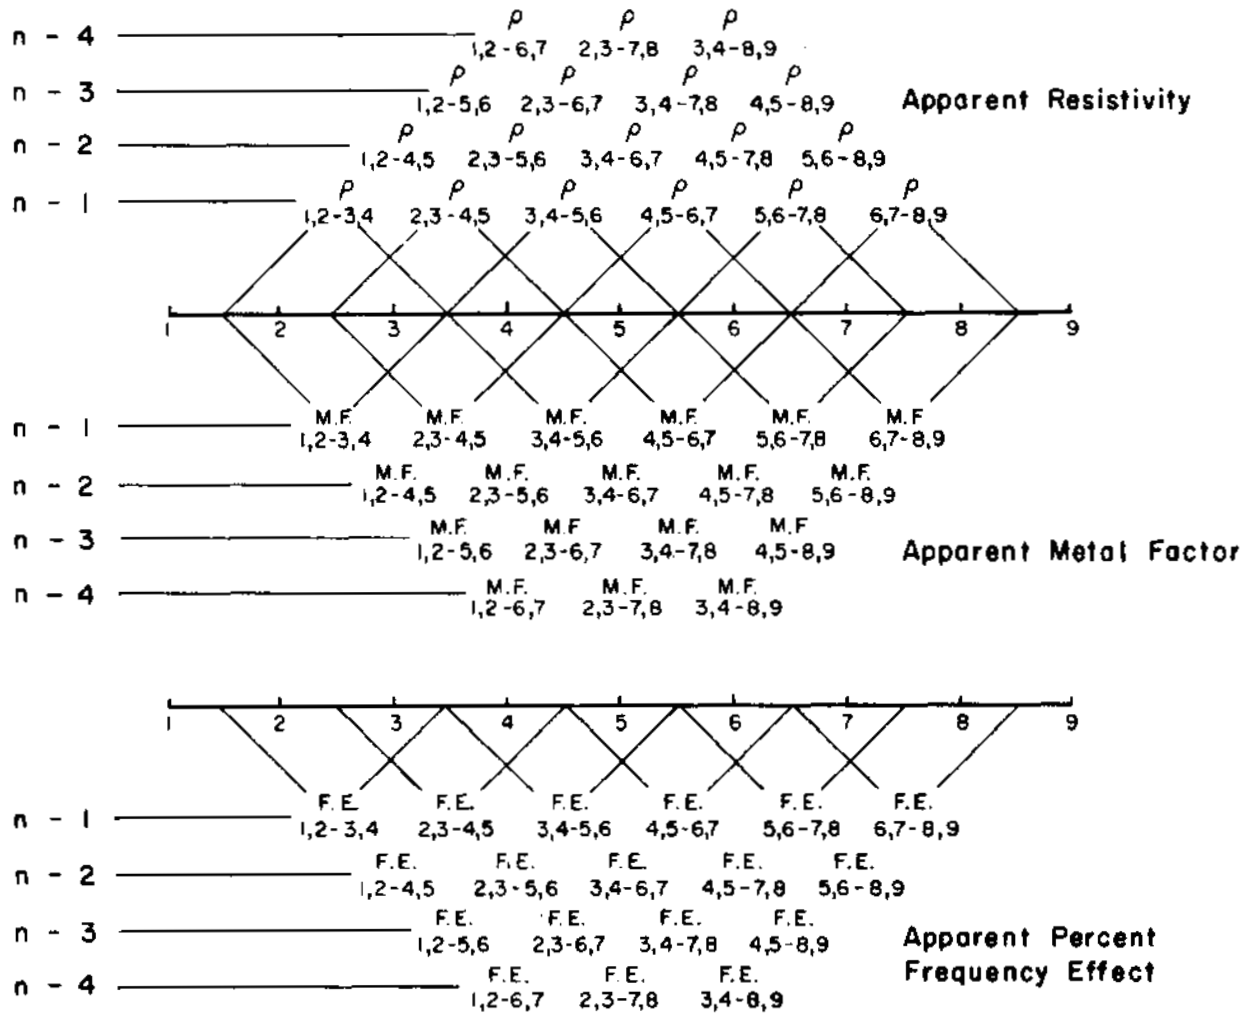 ρ ρ ρ
n - 4
1,2-6,7 2,3-7,8 3,4-8,9
ρ ρ ρ ρ
n - 3
1,2-5,6 2,3-6,7 3,4-7,8 4,5-8,9
Apparent Resistivity
ρ ρ ρ ρ ρ
n - 2
1,2-4,5 2,3-5,6 3,4-6,7 4,5-7,8 5,6-8,9
ρ ρ ρ ρ ρ ρ
n - 1
1,2-3,4 2,3-4,5 3,4-5,6 4,5-6,7 5,6-7,8 6,7-8,9
1 2 3 4 5 6 7 8 9
M.F. M.F. M.F. M.F. M.F. M.F
n - 1
1,2-3,4 2,3-4,5 3,4-5,6 4,5-6,7 5,6-7,8 6,7-8,9
M.F. M.F. M.F. M.F. M.F.
n - 2
1,2-4,5 2,3-5,6 3,4-6,7 4,5-7,8 5,6-8,9
M.F. M.F M.F. M.F
n - 3
1,2-5,6 2,3-6,7 3,4-7,8 4,5-8,9
Apparent Metal Factor
M.F. M.F. M.F.
n - 4
1,2-6,7 2,3-7,8 3,4-8,9
1 2 3 4 5 6 7 8 9
F.E. F.E. F.E. F.E. F.E. F.E.
n - 1
1,2-3,4 2,3-4,5 3,4-5,6 4,5-6,7 5,6-7,8 6,7-8,9
F.E. F.E. F.E. F.E. F.E.
n - 2
1,2-4,5 2,3-5,6 3,4-6,7 4,5-7,8 5,6-8,9
F.E. F.E. F.E. F.E.
n - 3
1,2-5,6 2,3-6,7 3,4-7,8 4,5-8,9
Apparent Percent
Frequency Effect
F.E. F.E. F.E.
n - 4
1,2-6,7 2,3-7,8 3,4-8,9